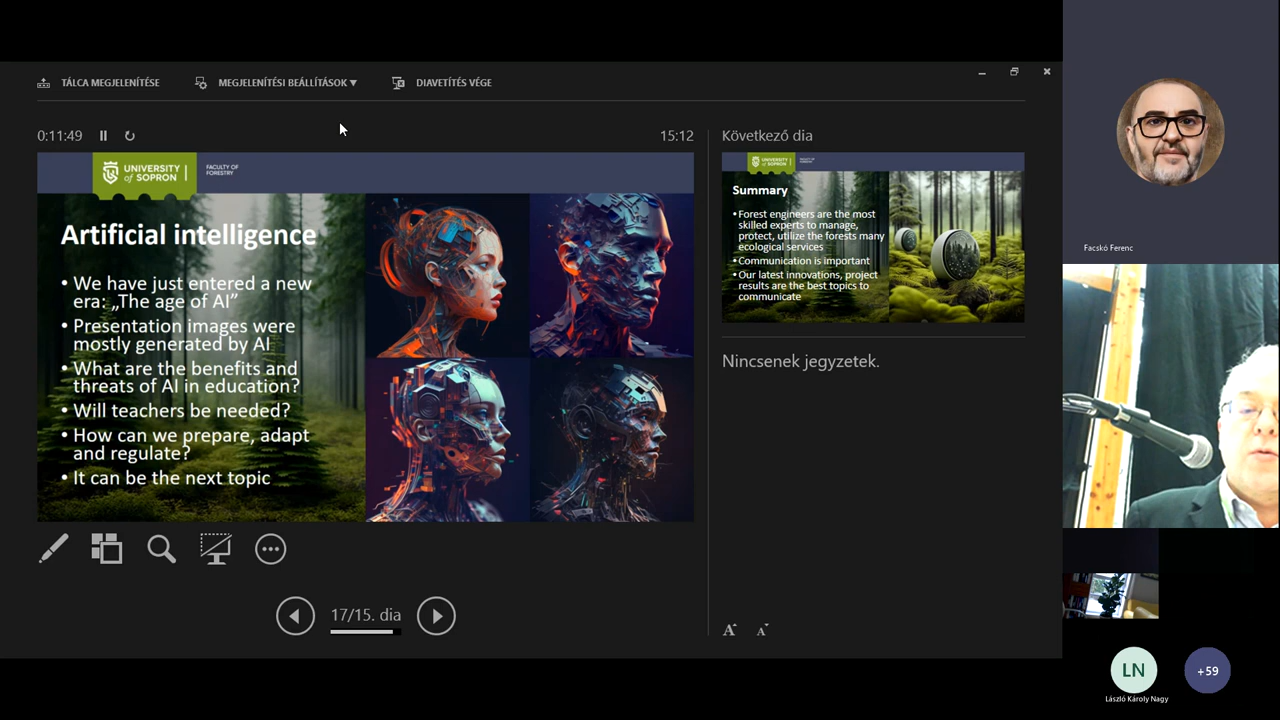 TÁLCA MEGJELENÍTÉSE
MEGJELENÍTÉSI BEÁLLÍTÁSOK
DIAVETÍTÉS VÉGE
0:11:49
15:12
UNIVERSITY
of SOPRON
FACULTY OF
FORESTRY
Artificial intelligence
• We have just entered a new
era: „The age of AI”
• Presentation images were
mostly generated by AI
• What are the benefits and
threats of AI in education?
• Will teachers be needed?
• How can we prepare, adapt
and regulate?
• It can be the next topic
17/15. dia
Következő dia
UNIVERSITY
of SOPRON
Summary
• Forest engineers are the most
skilled experts to manage,
protect, utilize the forests many
ecological services
• Communication is important
• Our latest innovations, project
results are the best topics to
communicate
Nincsenek jegyzetek.
A
A
Facskó Ferenc
LN
László Károly Nagy
+59